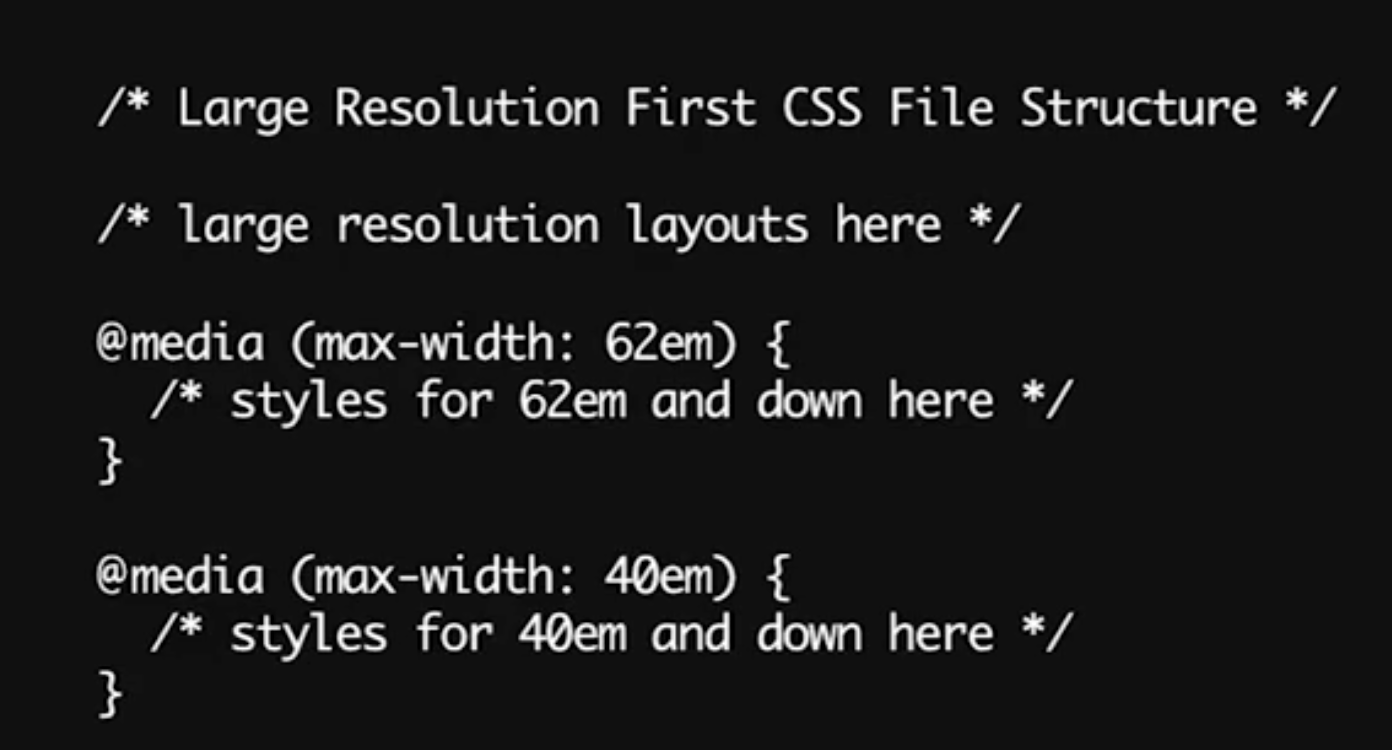 /* Large Resolution First CSS File Structure */
/* large resolution layouts here */
@media (max-width: 62em) {
/* styles for 62em and down here */
}
@media (max-width: 40em) {
/* styles for 40em and down here */
}